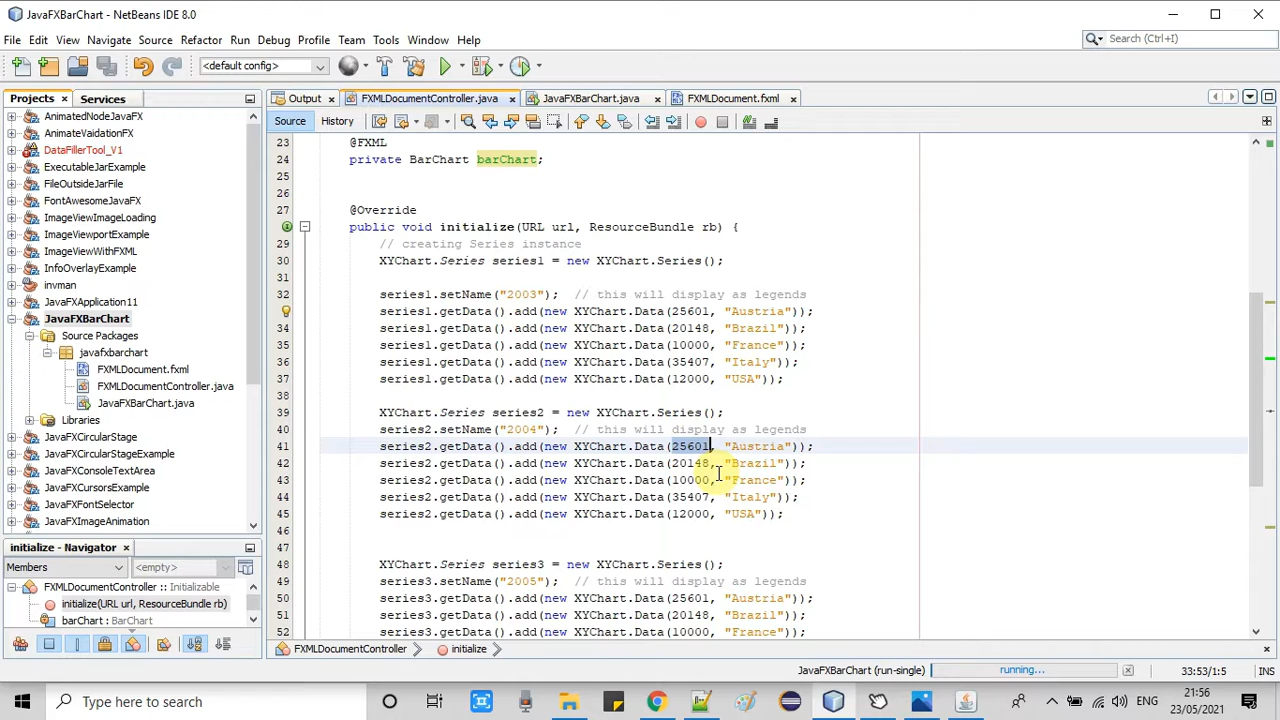 JavaFXBarChart - NetBeans IDE 8.0
File Edit View Navigate Source Refactor Run Debug Profile Team Tools Window Help
Search (Ctrl+I)
<default config>
Projects Services
Output FXMLDocumentController.java JavaFXBarChart.java FXMLDocument.fxml
Source History
AnimatedNodeJavaFX
AnimateVaidationFX
DataFillerTool_V1
ExecutableJarExample
FileOutsideJarFile
FontAwesomeJavaFX
ImageViewImageLoading
ImageViewportExample
ImageViewWithFXML
InfoOverlayExample
invman
JavaFXApplication11
JavaFXBarChart
Source Packages
javafxbarchart
FXMLDocument.fxml
FXMLDocumentController.java
JavaFXBarChart.java
Libraries
JavaFXCircularStage
JavaFXCircularStageExample
JavaFXConsoleTextArea
JavaFXCursorsExample
JavaFXFontSelector
JavaFXImageAnimation
initialize - Navigator
Members <empty>
FXMLDocumentController :: Initializable
initialize(URL url, ResourceBundle rb)
barChart : BarChart
23 @FXML
24 private BarChart barChart;
25
26
27 @Override
public void initialize(URL url, ResourceBundle rb) {
29 // creating Series instance
30 XYChart.Series series1 = new XYChart.Series();
31
32 series1.setName("2003"); // this will display as legends
series1.getData().add(new XYChart.Data(25601, "Austria"));
34 series1.getData().add(new XYChart.Data(20148, "Brazil"));
35 series1.getData().add(new XYChart.Data(10000, "France"));
36 series1.getData().add(new XYChart.Data(35407, "Italy"));
37 series1.getData().add(new XYChart.Data(12000, "USA"));
38
39 XYChart.Series series2 = new XYChart.Series();
40 series2.setName("2004"); // this will display as legends
41 series2.getData().add(new XYChart.Data(25601, "Austria"));
42 series2.getData().add(new XYChart.Data(20148, "Brazil"));
43 series2.getData().add(new XYChart.Data(10000, "France"));
44 series2.getData().add(new XYChart.Data(35407, "Italy"));
45 series2.getData().add(new XYChart.Data(12000, "USA"));
46
47
48 XYChart.Series series3 = new XYChart.Series();
49 series3.setName("2005"); // this will display as legends
50 series3.getData().add(new XYChart.Data(25601, "Austria"));
51 series3.getData().add(new XYChart.Data(20148, "Brazil"));
52 series3.getData().add(new XYChart.Data(10000, "France"));
FXMLDocumentController initialize
JavaFXBarChart (run-single) running... 33:53/1:5 INS
Type here to search
ENG
21:56
23/05/2021